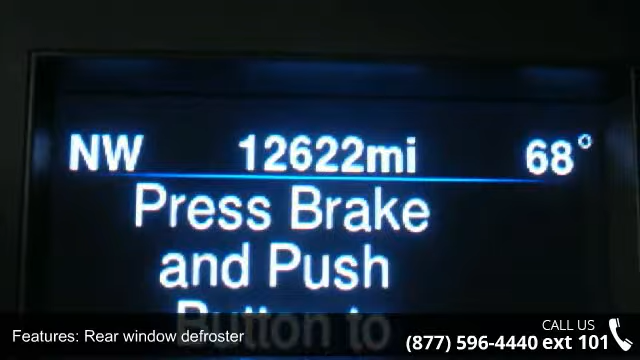 NW 12622mi 68°
Press Brake
and Push
Button to
Features: Rear window defroster
CALL US
(877) 596-4440 ext 101